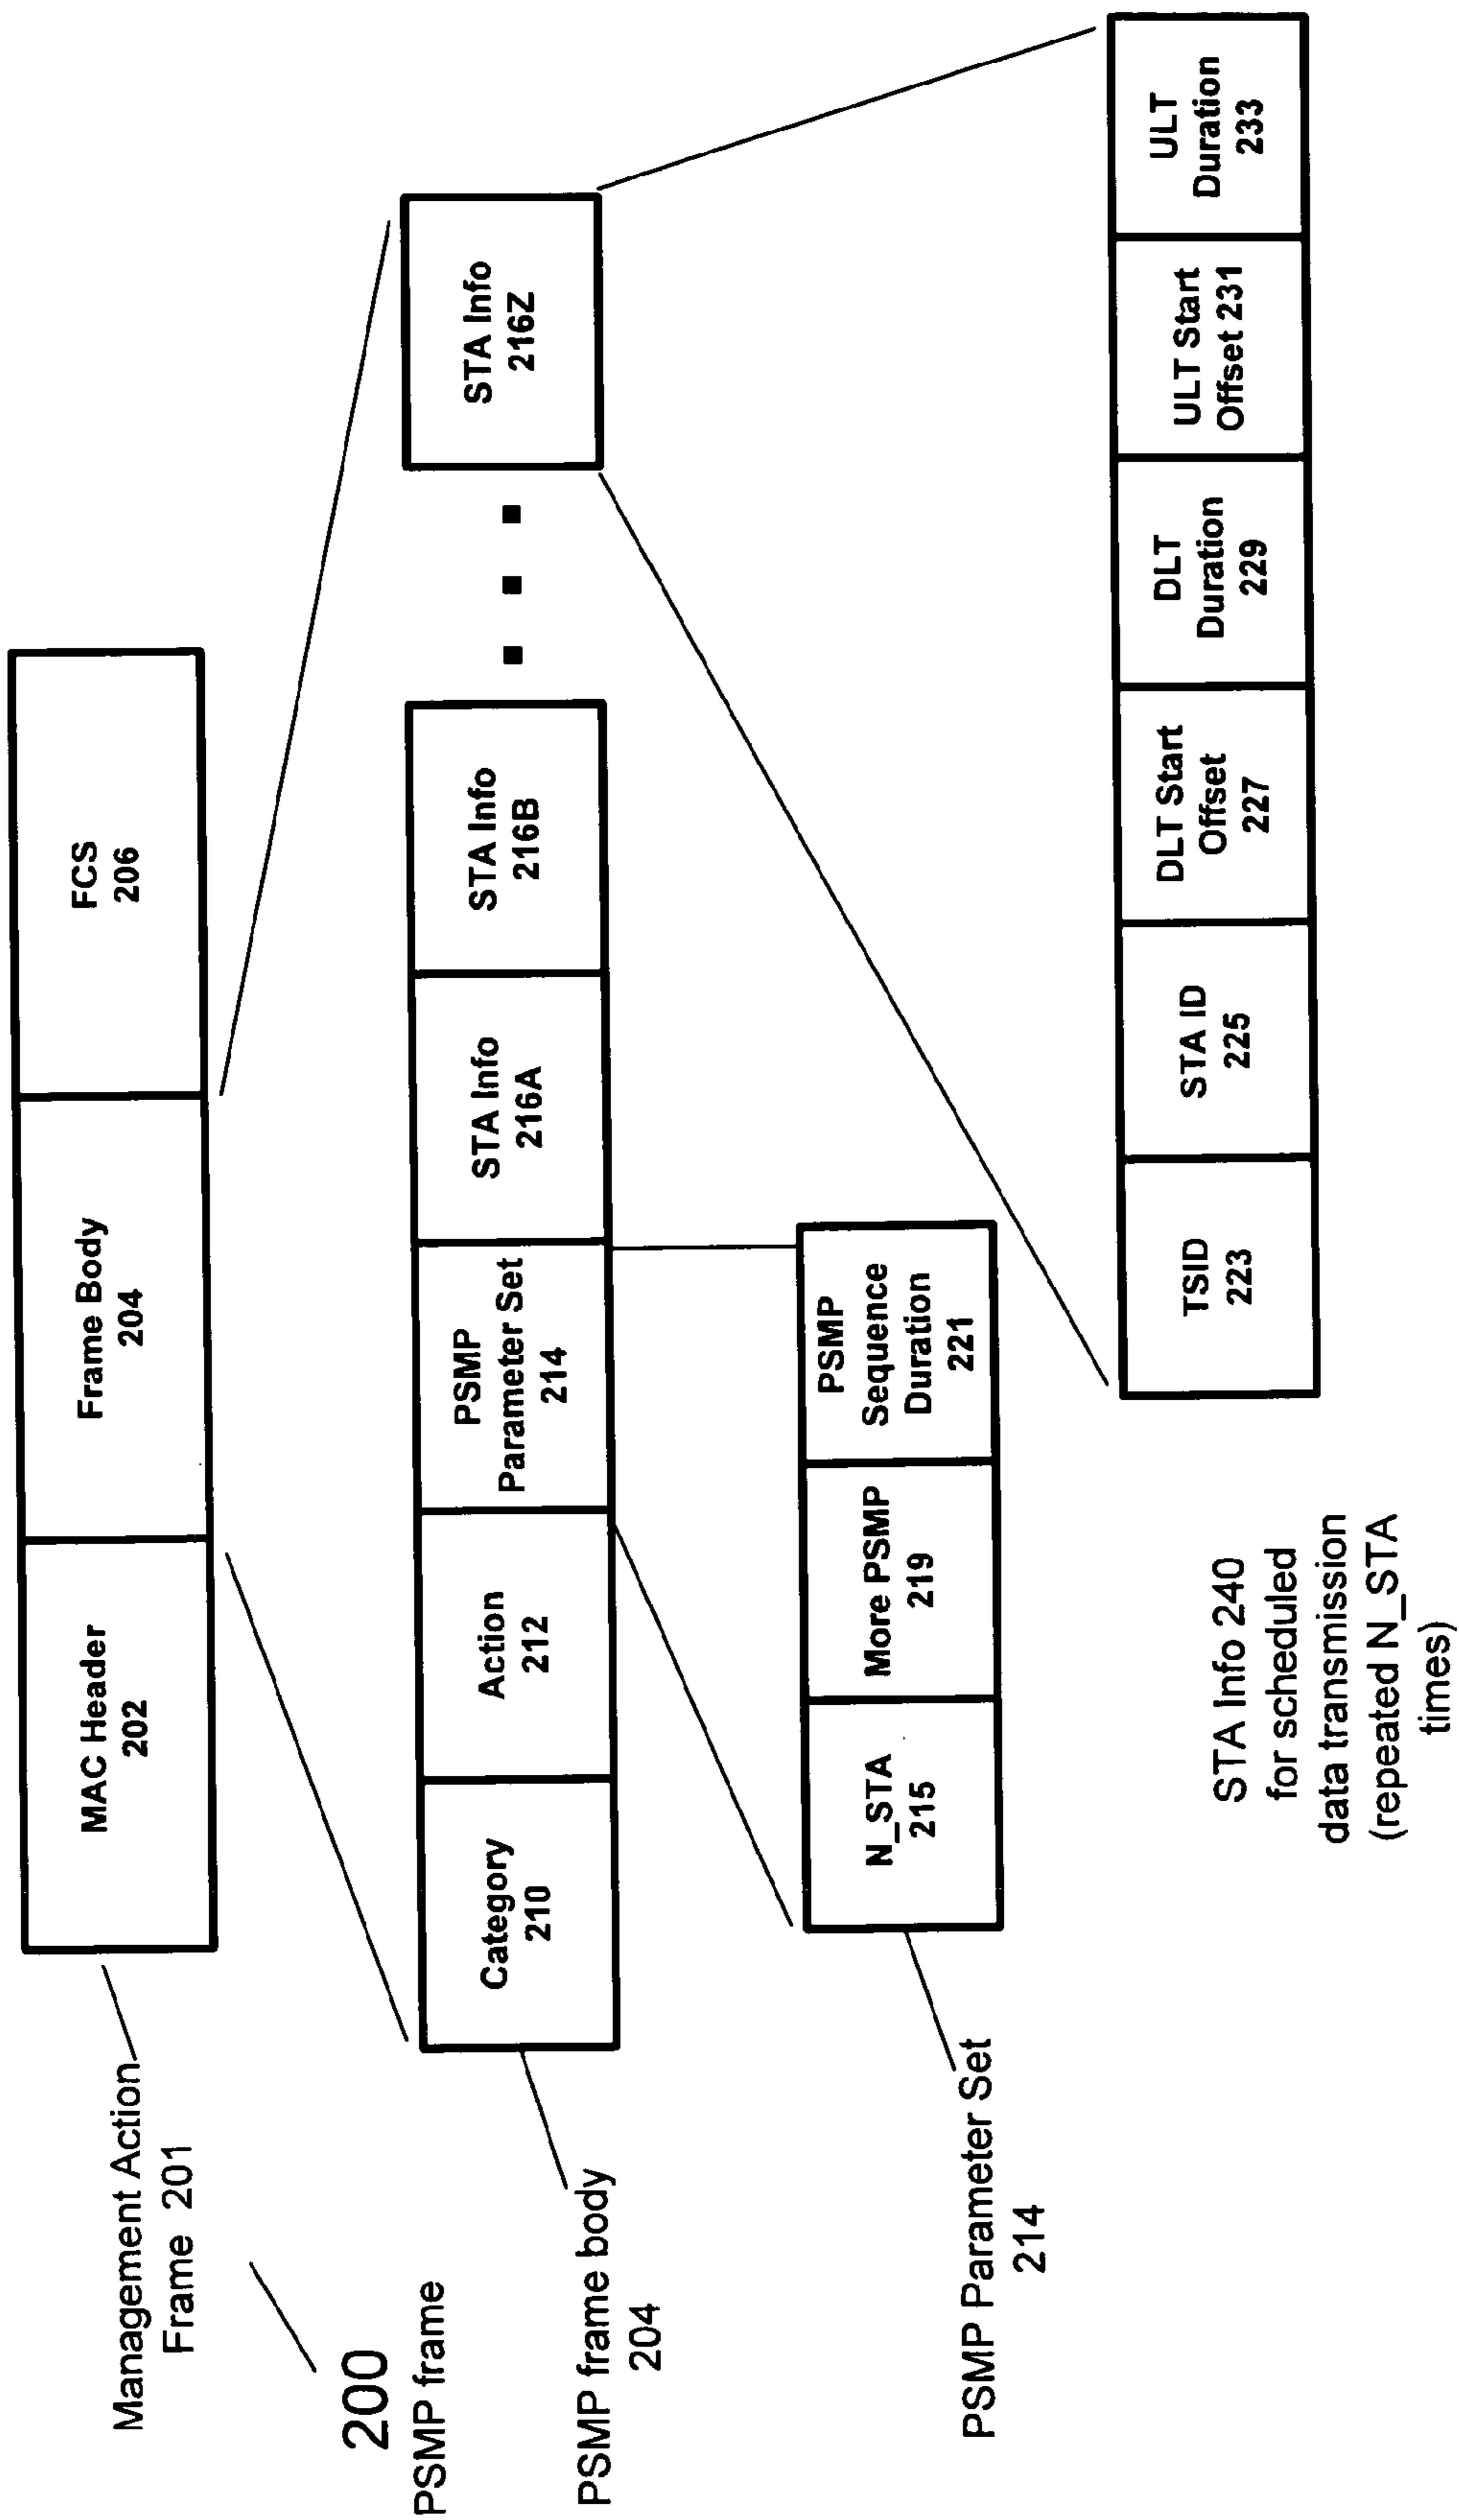 Management Action
Frame 201
MAC Header
202
Frame Body
204
FCS
206
200
PSMP frame
PSMP frame body
204
Category
210
Action
212
PSMP
Parameter Set
214
STA Info
216A
STA Info
216B
STA Info
216Z
PSMP Parameter Set
214
N_STA
215
More PSMP
219
PSMP
Sequence
Duration
221
STA Info 240
for scheduled
data transmission
(repeated N_STA
times)
TSID
223
STA ID
225
DLT Start
Offset
227
DLT
Duration
229
ULT Start
Offset 231
ULT
Duration
233